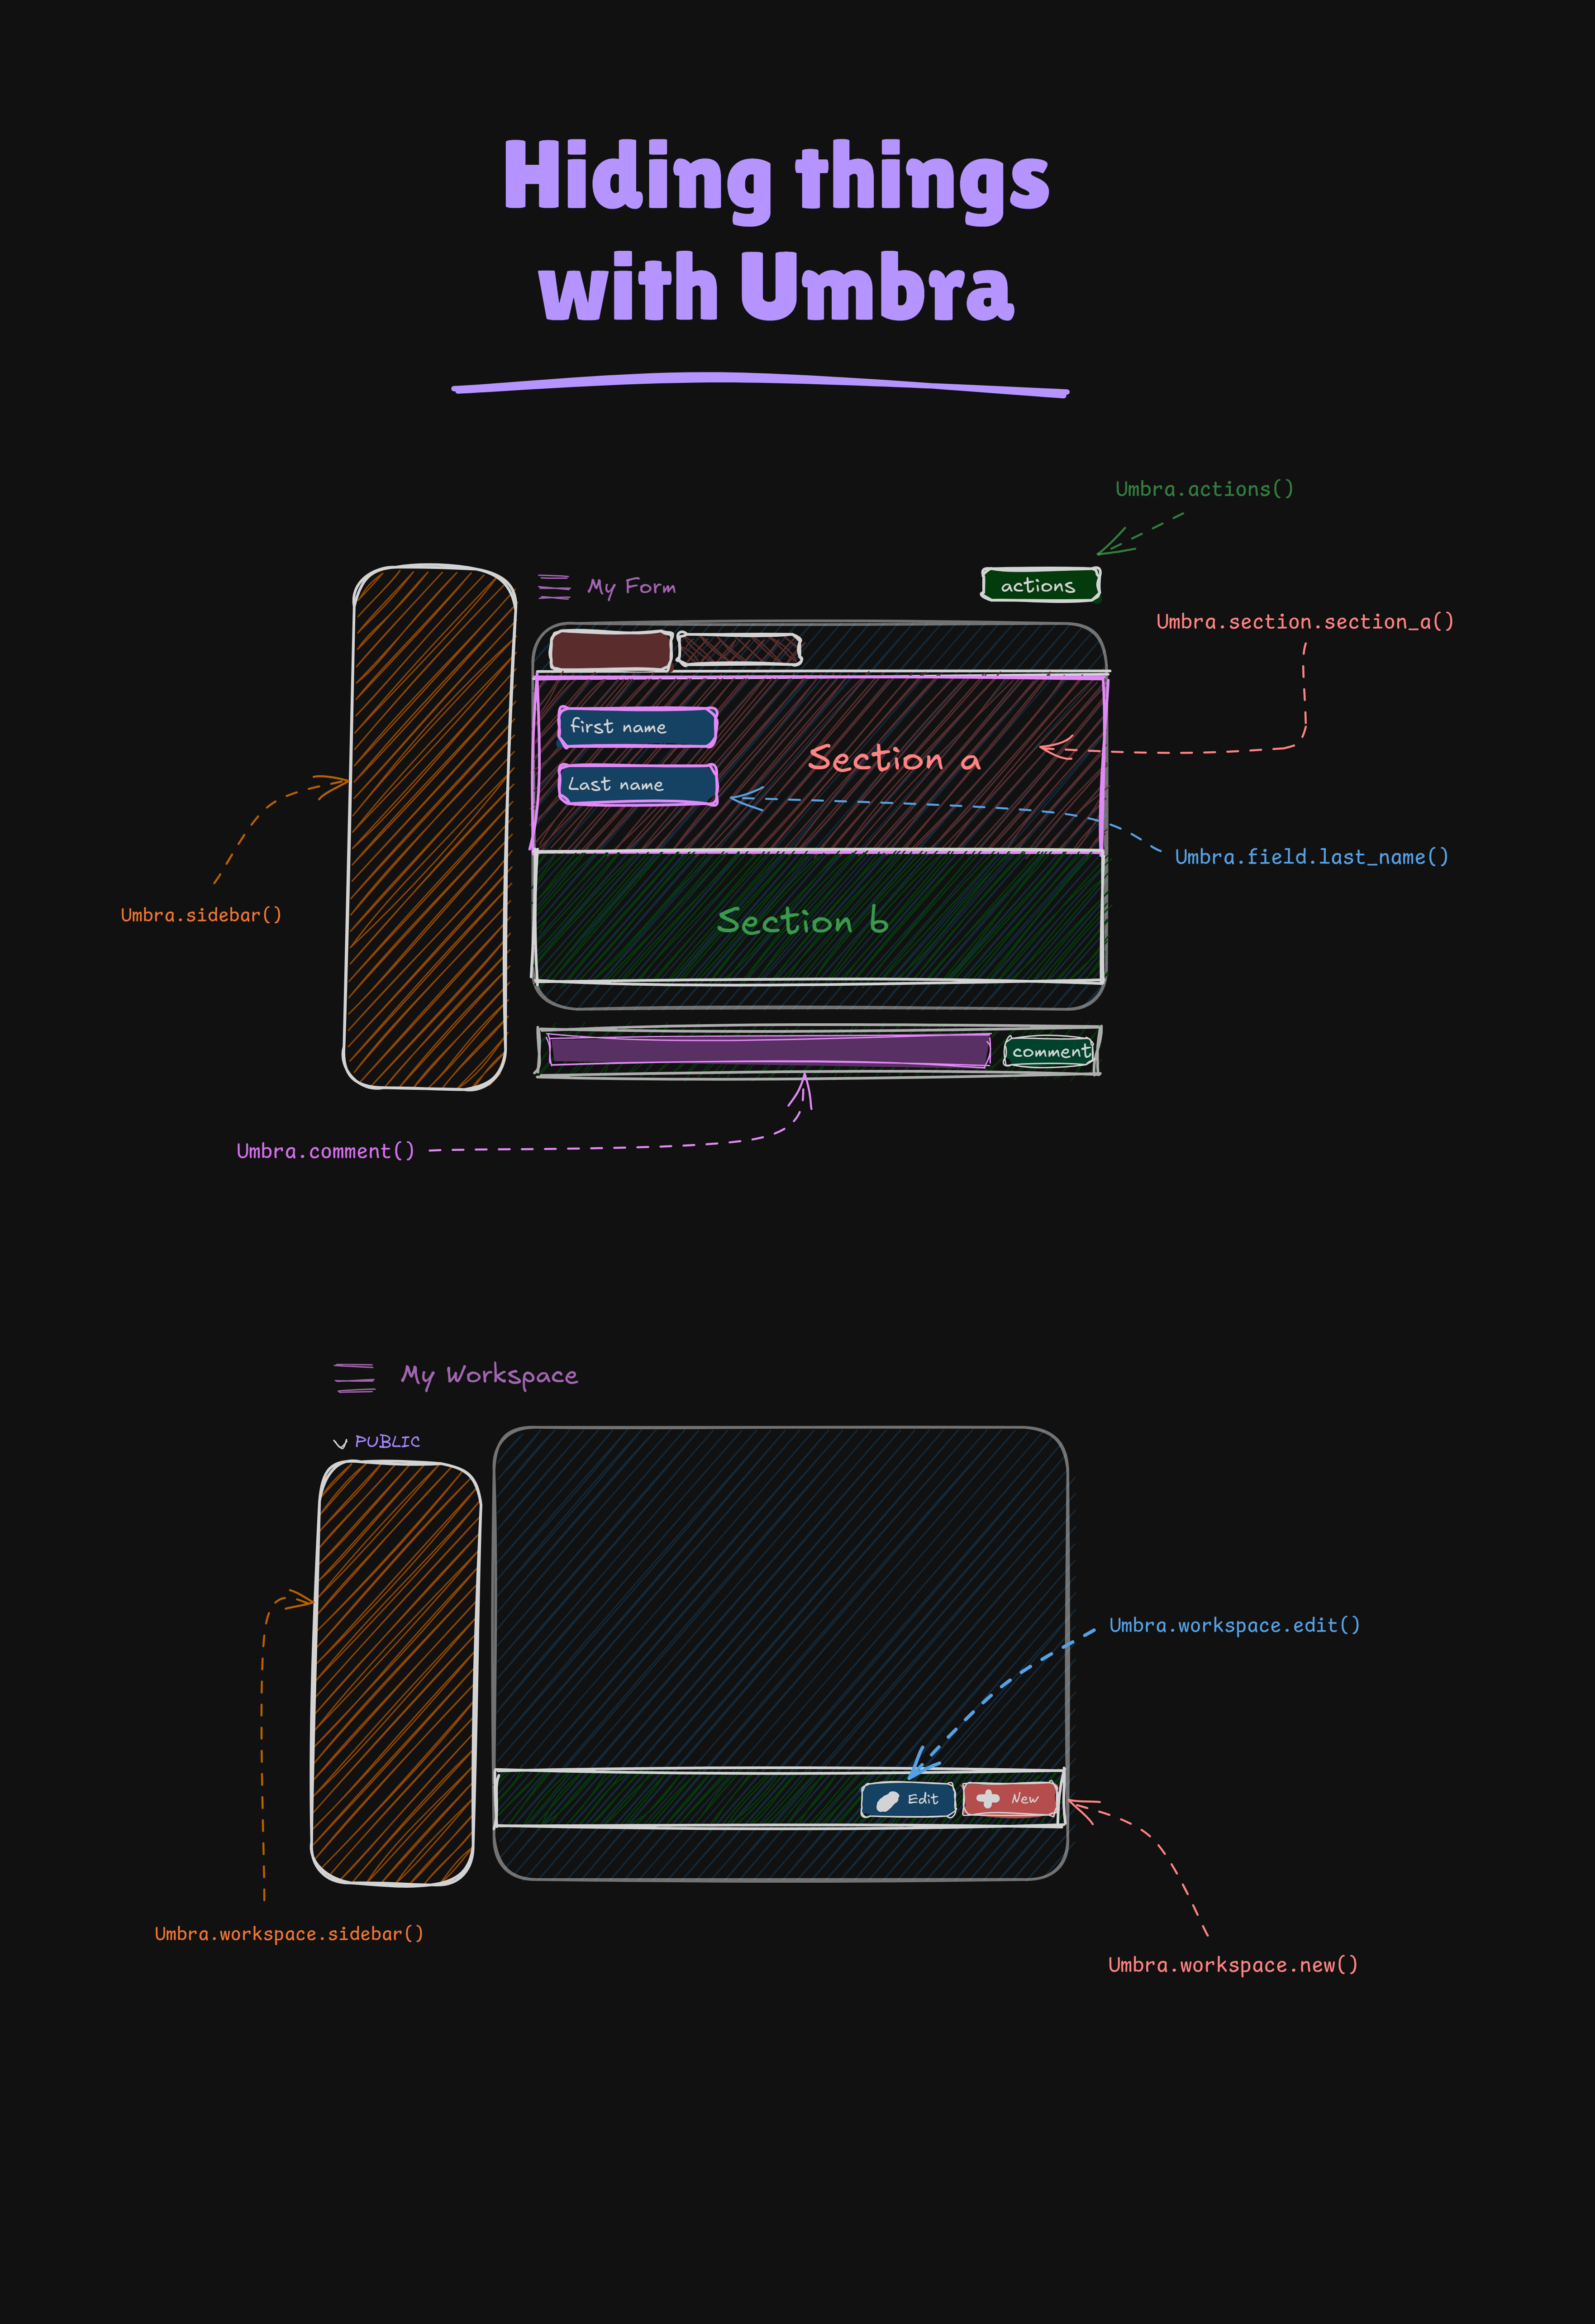 Hiding things
with Umbra
Umbra.actions()
My Form
actions
Umbra.section.section_a()
first name
Section a
Last name
Umbra.field.last_name()
Umbra.sidebar()
Section b
comment
Umbra.comment()
My Workspace
PUBLIC
Umbra.workspace.edit()
Edit
New
Umbra.workspace.sidebar()
Umbra.workspace.new()